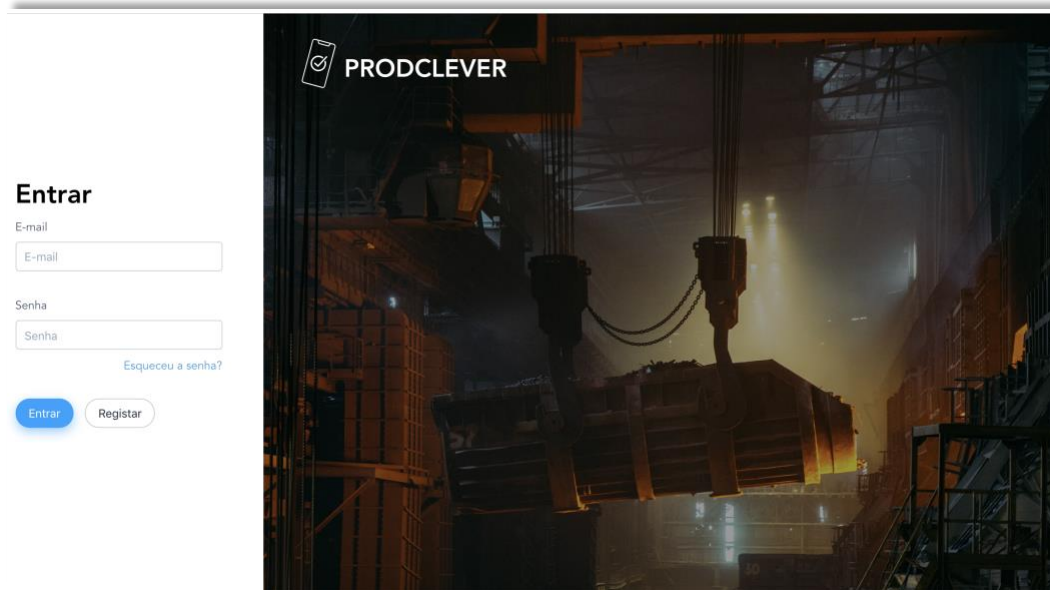 PRODCLEVER
Entrar
E-mail
E-mail
Senha
Senha
Esqueceu a senha?
Entrar
Registar